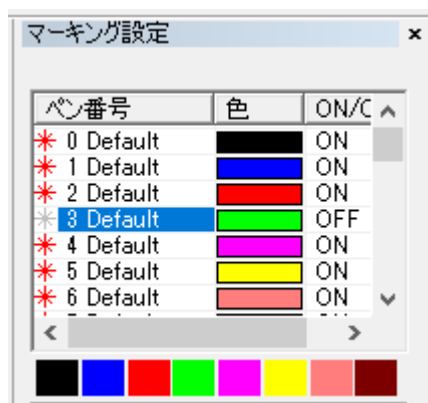 マーキング設定
ペン番号 色 ON/C
0 Default ON
1 Default ON
2 Default ON
3 Default OFF
4 Default ON
5 Default ON
6 Default ON